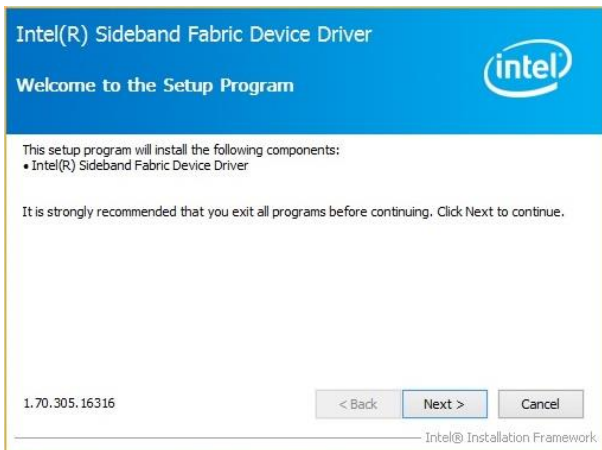 Intel(R) Sideband Fabric Device Driver
intel
Welcome to the Setup Program
This setup program will install the following components:
• Intel(R) Sideband Fabric Device Driver
It is strongly recommended that you exit all programs before continuing. Click Next to continue.
1.70.305.16316 < Back Next > Cancel
Intel® Installation Framework